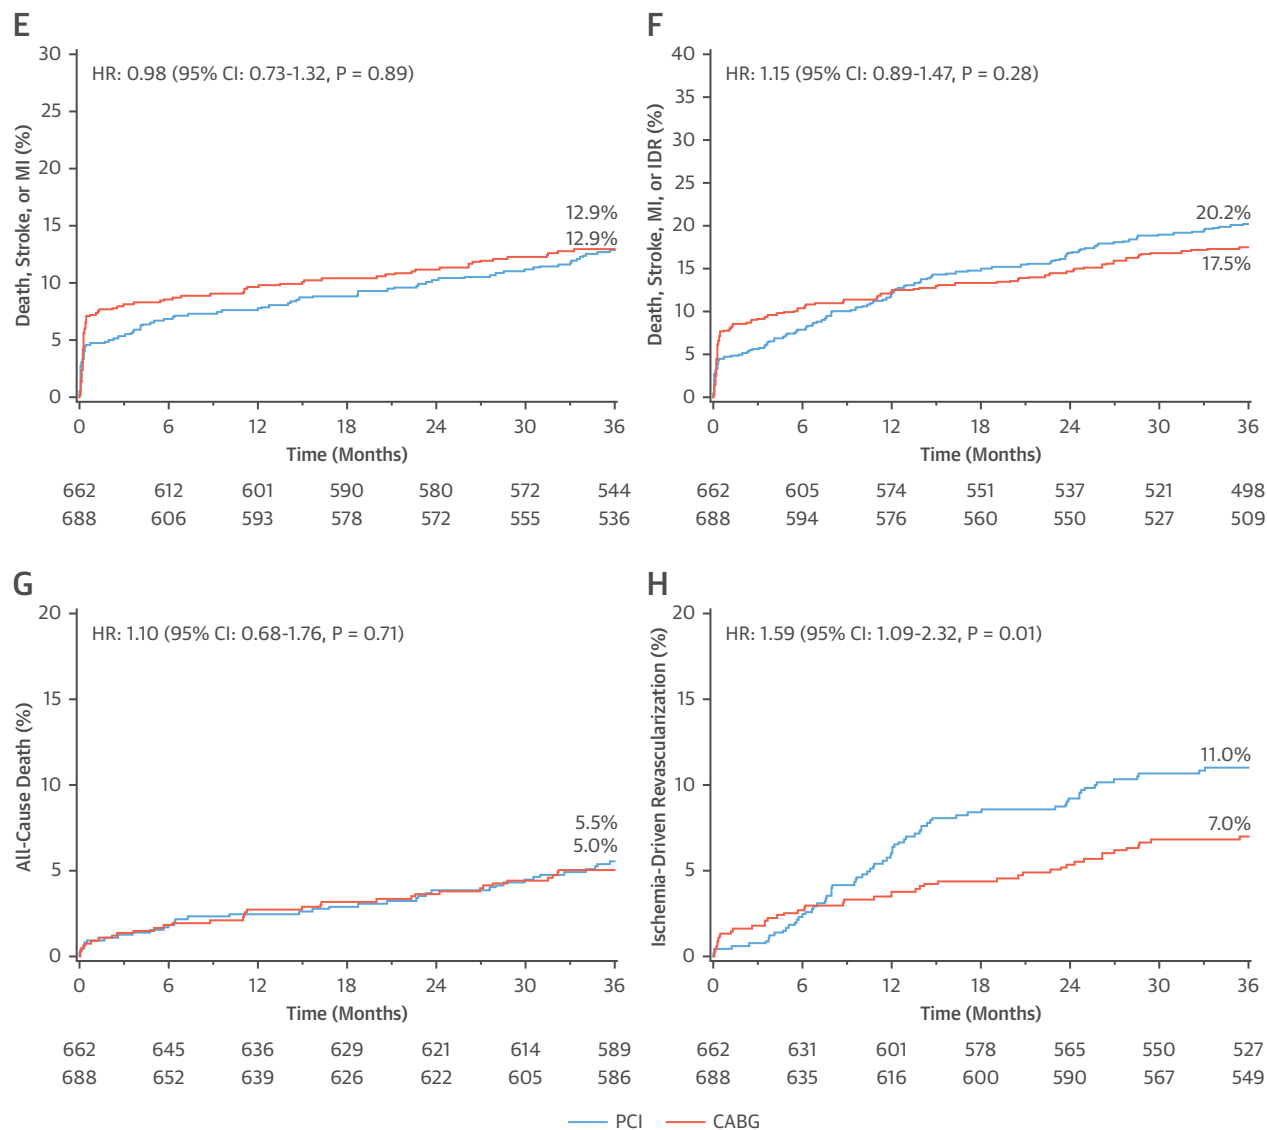 E
30
25
20
15
10
5
0
Death, Stroke, or MI (%)
HR: 0.98 (95% CI: 0.73-1.32, P = 0.89)
12.9%
12.9%
0 6 12 18 24 30 36
Time (Months)
662 612 601 590 580 572 544
688 606 593 578 572 555 536
F
40
35
30
25
20
15
10
5
0
Death, Stroke, MI, or IDR (%)
HR: 1.15 (95% CI: 0.89-1.47, P = 0.28)
20.2%
17.5%
0 6 12 18 24 30 36
Time (Months)
662 605 574 551 537 521 498
688 594 576 560 550 527 509
G
20
15
10
5
0
All-Cause Death (%)
HR: 1.10 (95% CI: 0.68-1.76, P = 0.71)
5.5%
5.0%
0 6 12 18 24 30 36
Time (Months)
662 645 636 629 621 614 589
688 652 639 626 622 605 586
H
20
15
10
5
0
Ischemia-Driven Revascularization (%)
HR: 1.59 (95% CI: 1.09-2.32, P = 0.01)
11.0%
7.0%
0 6 12 18 24 30 36
Time (Months)
662 631 601 578 565 550 527
688 635 616 600 590 567 549
PCI CABG